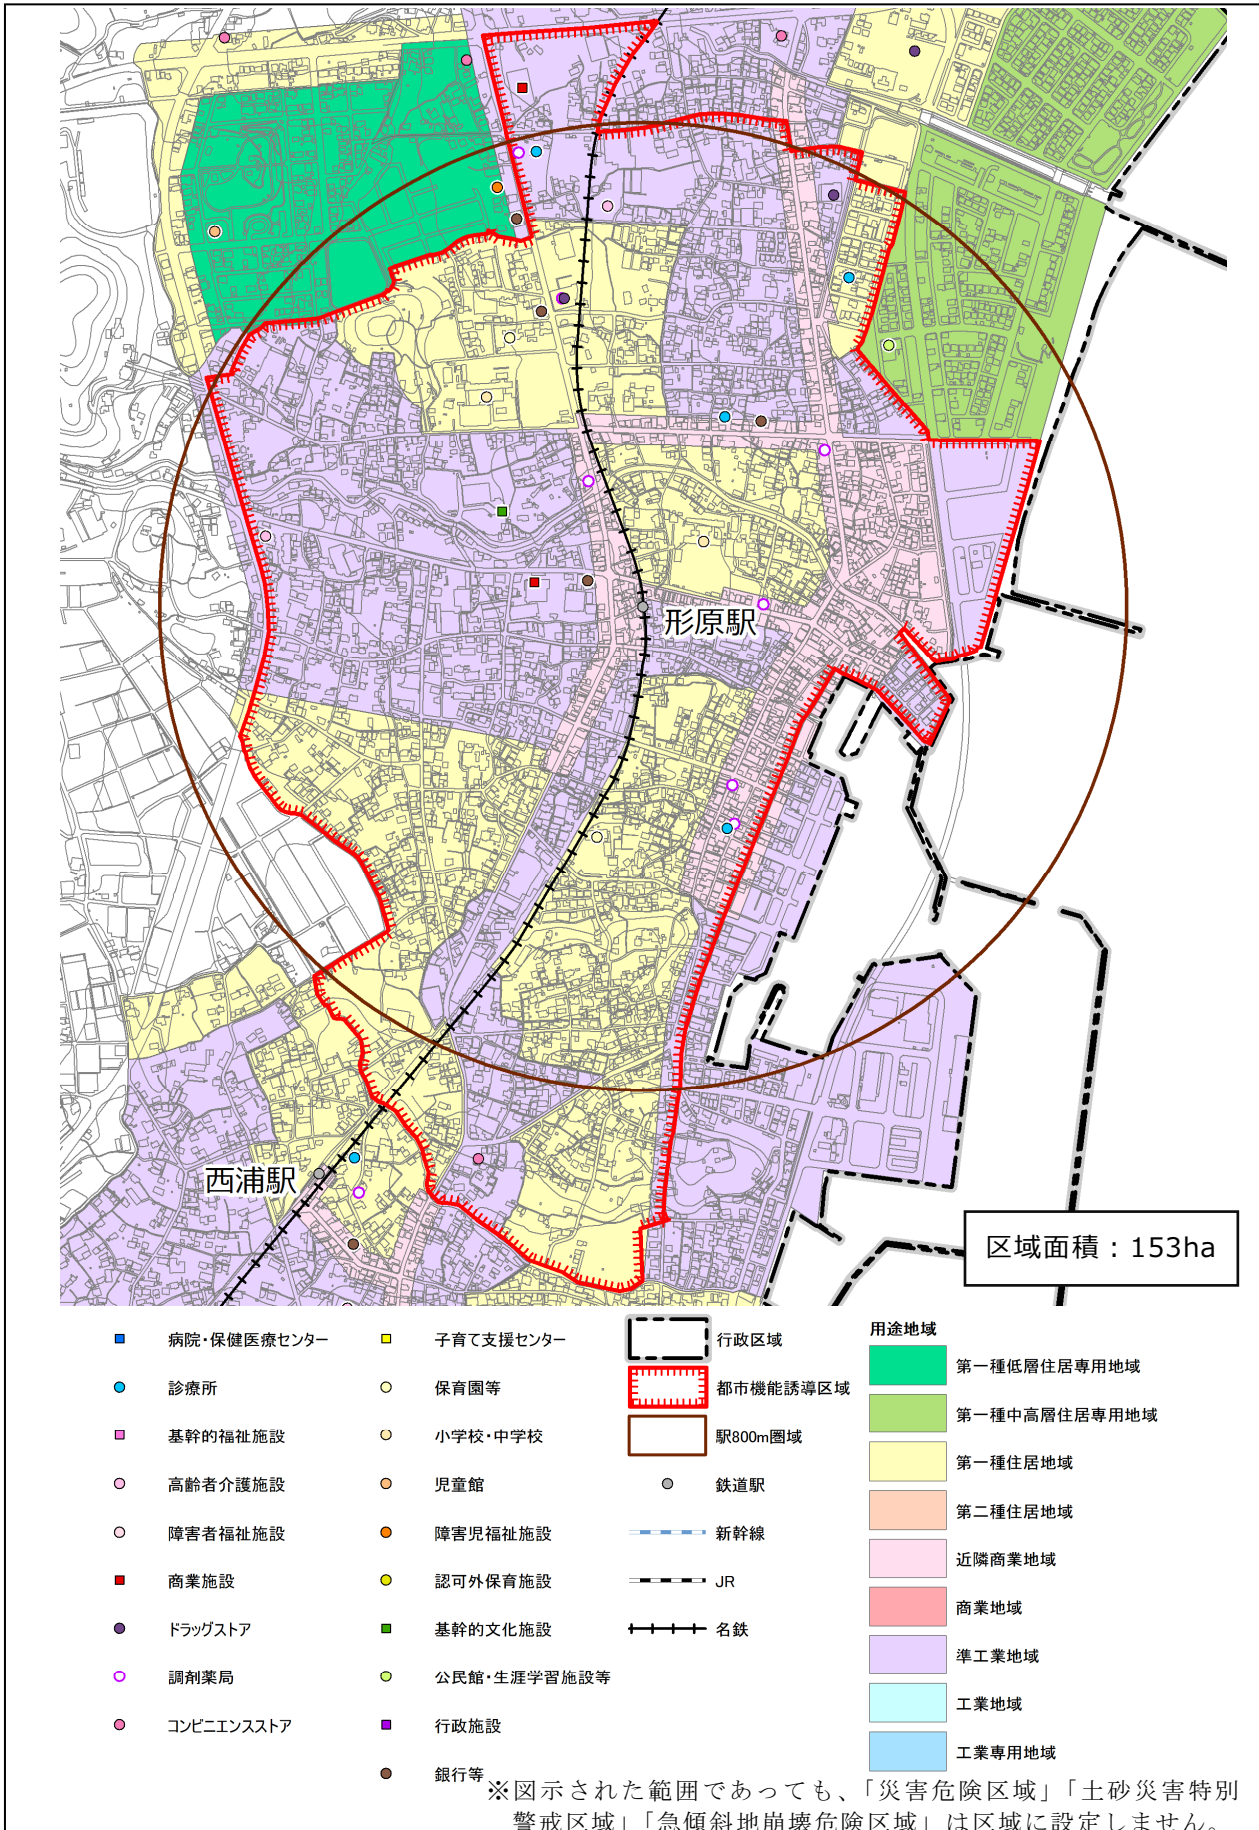 形原駅
西浦駅
区域面積：153ha
病院・保健医療センター
診療所
基幹的福祉施設
高齢者介護施設
障害者福祉施設
商業施設
ドラッグストア
調剤薬局
コンビニエンスストア
子育て支援センター
保育園等
小学校・中学校
児童館
障害児福祉施設
認可外保育施設
基幹的文化施設
公民館・生涯学習施設等
行政施設
銀行等
行政区域
都市機能誘導区域
駅800m圏域
鉄道駅
新幹線
JR
名鉄
用途地域
第一種低層住居専用地域
第一種中高層住居専用地域
第一種住居地域
第二種住居地域
近隣商業地域
商業地域
準工業地域
工業地域
工業専用地域
※図示された範囲であっても、「災害危険区域」「土砂災害特別
警戒区域」「急傾斜地崩壊危険区域」は区域に設定しません。